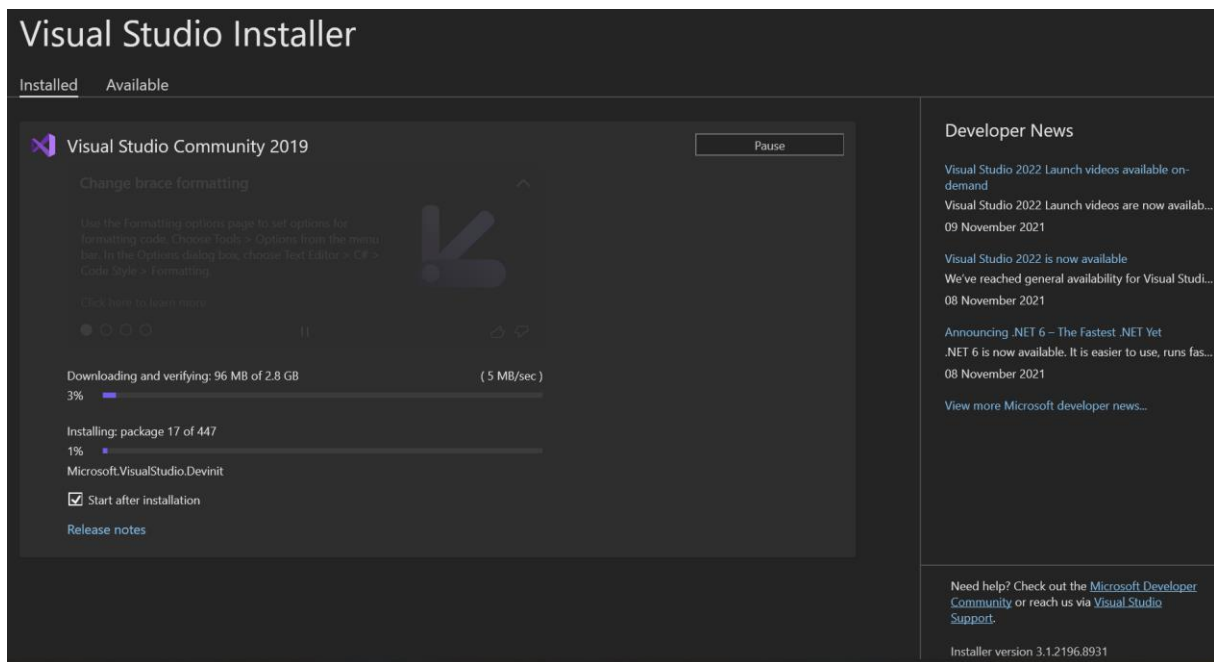 Visual Studio Installer
Installed Available
Visual Studio Community 2019
Pause
Change brace formatting
Use the Formatting options page to set options for
formatting code. Choose Tools > Options from the menu
bar. In the Options dialog box, choose Text Editor > C# >
Code Style > Formatting.
Click here to learn more
Downloading and verifying: 96 MB of 2.8 GB ( 5 MB/sec )
3%
Installing: package 17 of 447
1%
Microsoft.VisualStudio.Devinit
Start after installation
Release notes
Developer News
Visual Studio 2022 Launch videos available on-
demand
Visual Studio 2022 Launch videos are now availab...
09 November 2021
Visual Studio 2022 is now available
We've reached general availability for Visual Studi...
08 November 2021
Announcing .NET 6 – The Fastest .NET Yet
.NET 6 is now available. It is easier to use, runs fas...
08 November 2021
View more Microsoft developer news...
Need help? Check out the Microsoft Developer
Community or reach us via Visual Studio
Support.
Installer version 3.1.2196.8931